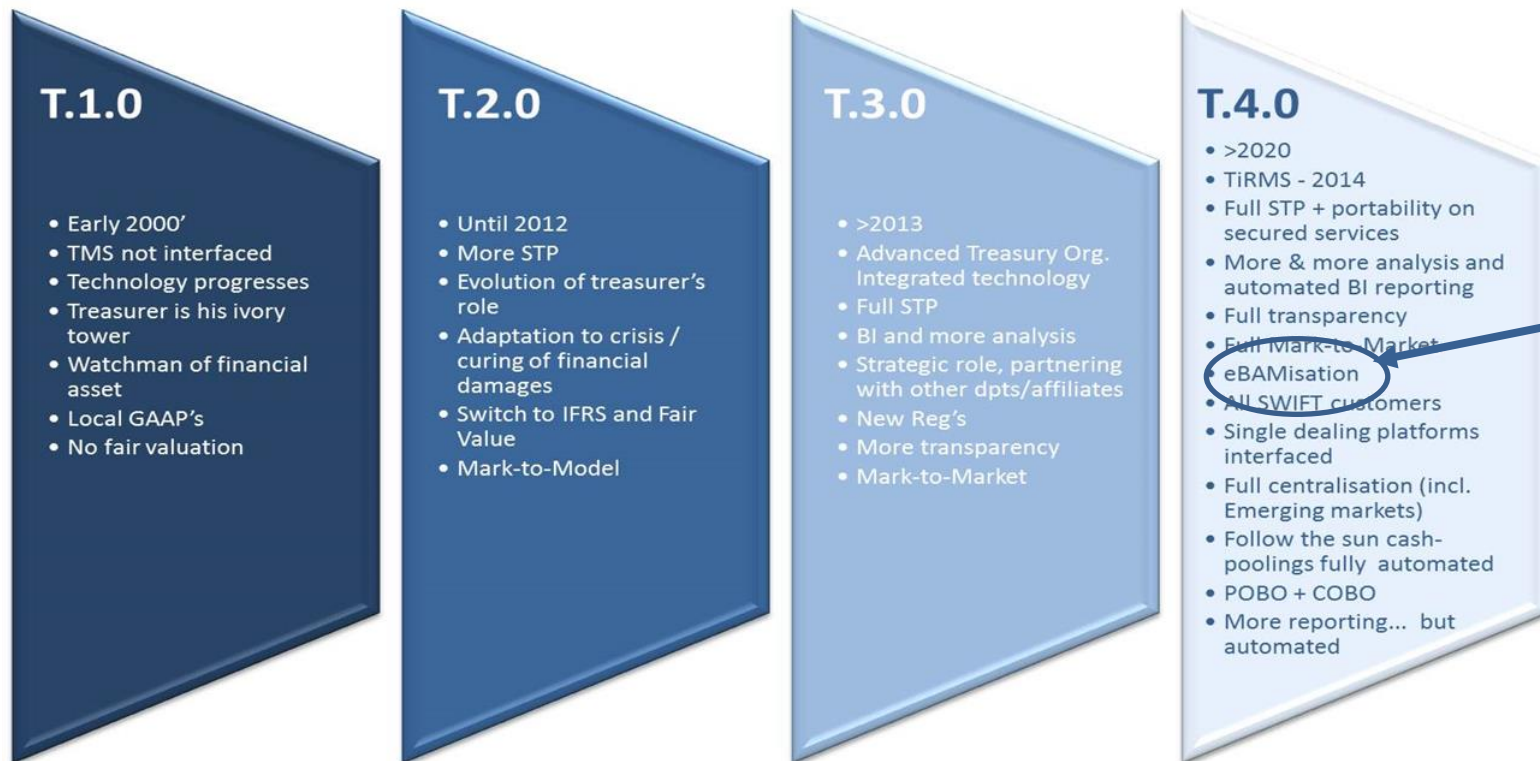 T.1.0
• Early 2000’
• TMS not interfaced
• Technology progresses
• Treasurer is his ivory
tower
• Watchman of financial
asset
• Local GAAP’s
• No fair valuation
T.2.0
• Until 2012
• More STP
• Evolution of treasurer’s
role
• Adaptation to crisis /
curing of financial
damages
• Switch to IFRS and Fair
Value
• Mark-to-Model
T.3.0
• >2013
• Advanced Treasury Org.
Integrated technology
• Full STP
• BI and more analysis
• Strategic role, partnering
with other dpts/affiliates
• New Reg’s
• More transparency
• Mark-to-Market
T.4.0
• >2020
• TiRMS - 2014
• Full STP + portability on
secured services
• More & more analysis and
automated BI reporting
• Full transparency
• Full Mark-to-Market
• eBAMisation
• All SWIFT customers
• Single dealing platforms
interfaced
• Full centralisation (incl.
Emerging markets)
• Follow the sun cash-
poolings fully automated
• POBO + COBO
• More reporting... but
automated